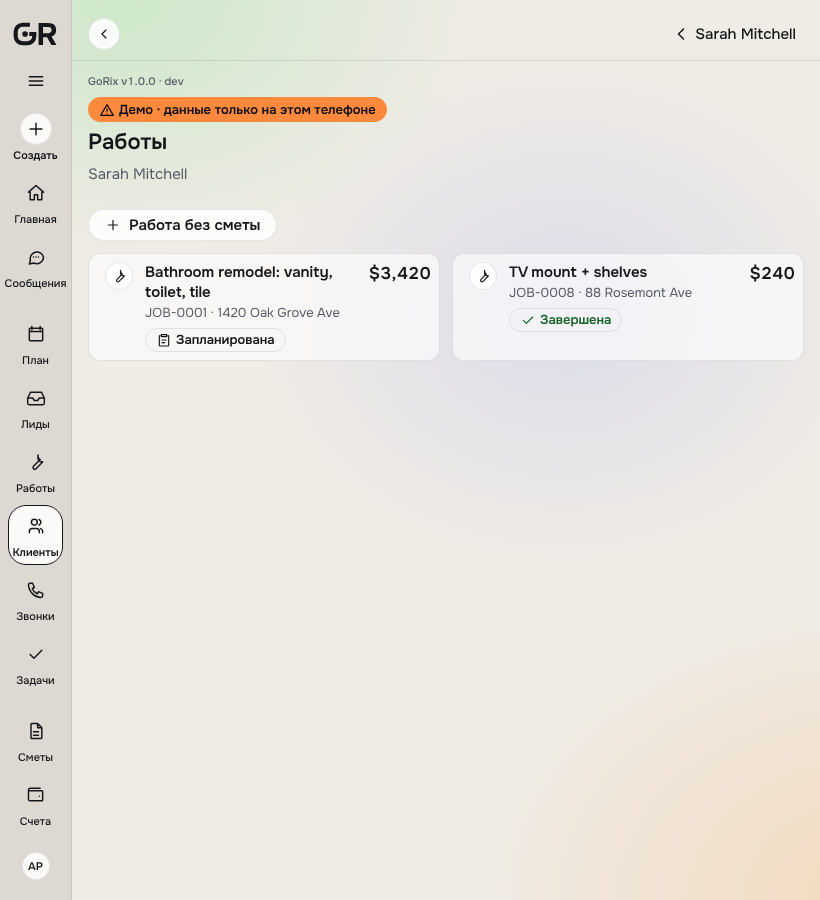 GR
Sarah Mitchell
GoRix v1.0.0 · dev
Демо · данные только на этом телефоне
Работы
Sarah Mitchell
Работа без сметы
Bathroom remodel: vanity,
toilet, tile
$3,420
JOB-0001 · 1420 Oak Grove Ave
Запланирована
TV mount + shelves
$240
JOB-0008 · 88 Rosemont Ave
Завершена
Создать
Главная
Сообщения
План
Лиды
Работы
Клиенты
Звонки
Задачи
Сметы
Счета
AP